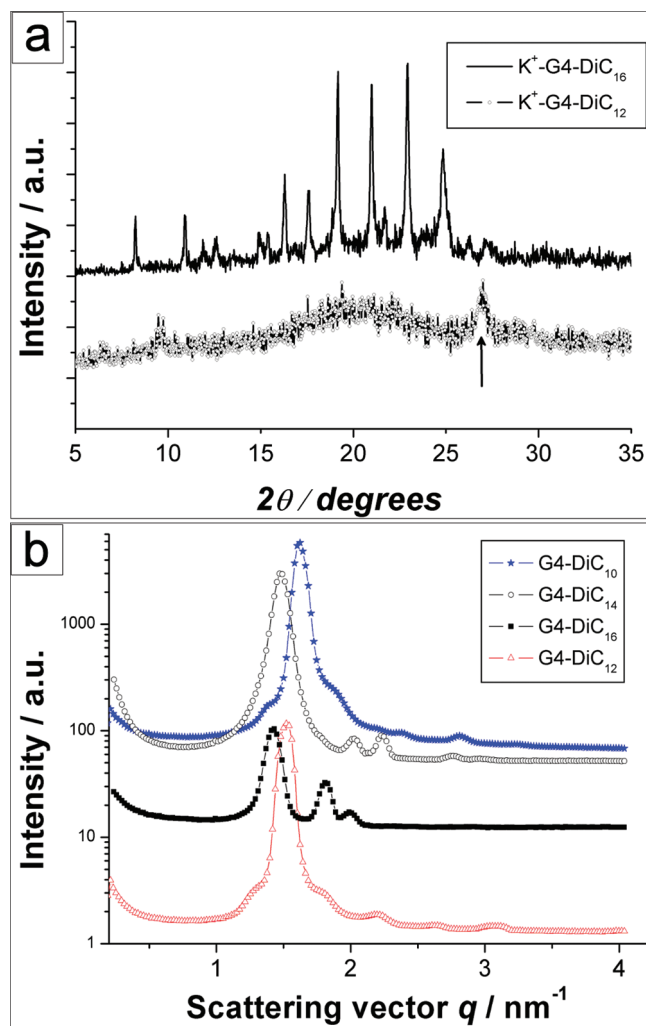 a
K⁺-G4-DiC₁₆
K⁺-G4-DiC₁₂
Intensity / a.u.
5 10 15 20 25 30 35
2θ / degrees
b
G4-DiC₁₀
G4-DiC₁₄
G4-DiC₁₆
G4-DiC₁₂
1000
100
10
1
Intensity / a.u.
1 2 3 4
Scattering vector q / nm⁻¹